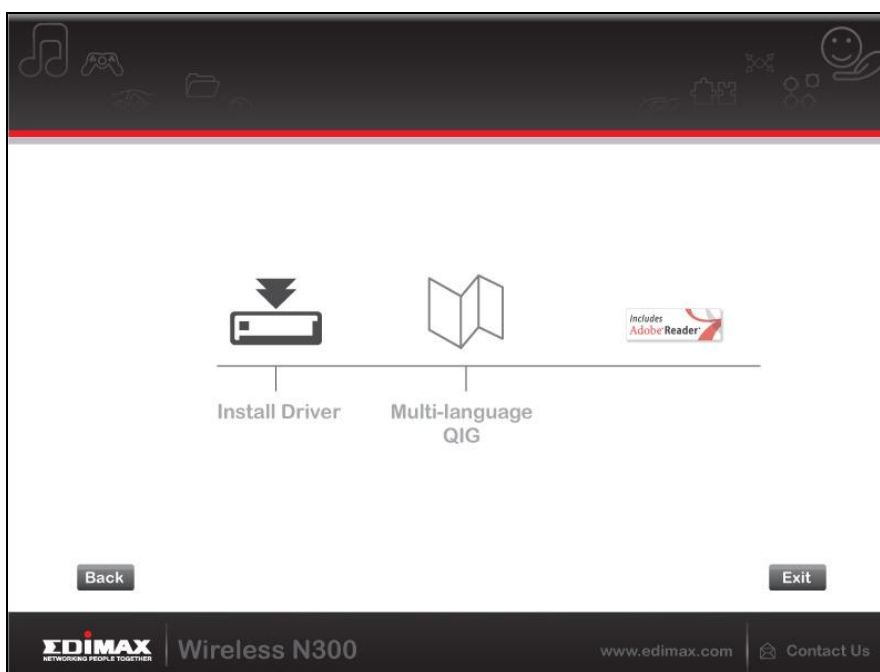 Includes
Adobe Reader
Install Driver
Multi-language
QIG
Back
Exit
EDIMAX
NETWORKING PEOPLE TOGETHER
Wireless N300
www.edimax.com
Contact Us